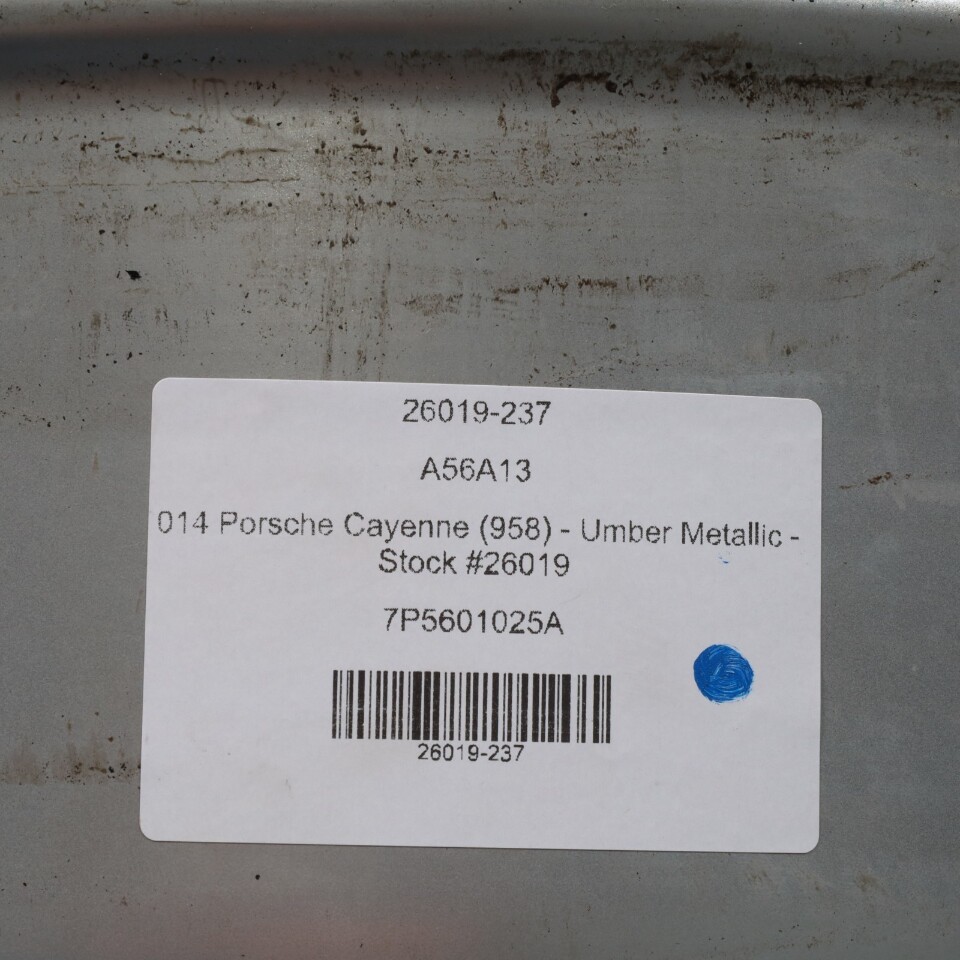 26019-237
A56A13
014 Porsche Cayenne (958) - Umber Metallic -
Stock #26019
7P5601025A
26019-237